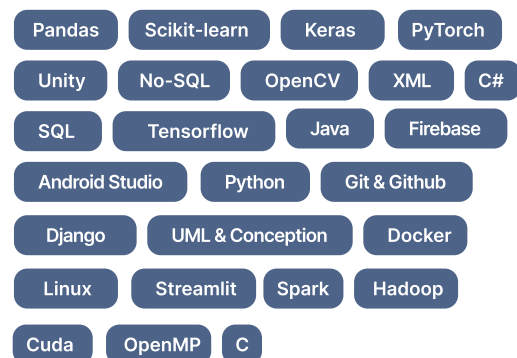 Pandas Scikit-learn Keras PyTorch
Unity No-SQL OpenCV XML C#
SQL Tensorflow Java Firebase
Android Studio Python Git & Github
Django UML & Conception Docker
Linux Streamlit Spark Hadoop
Cuda OpenMP C